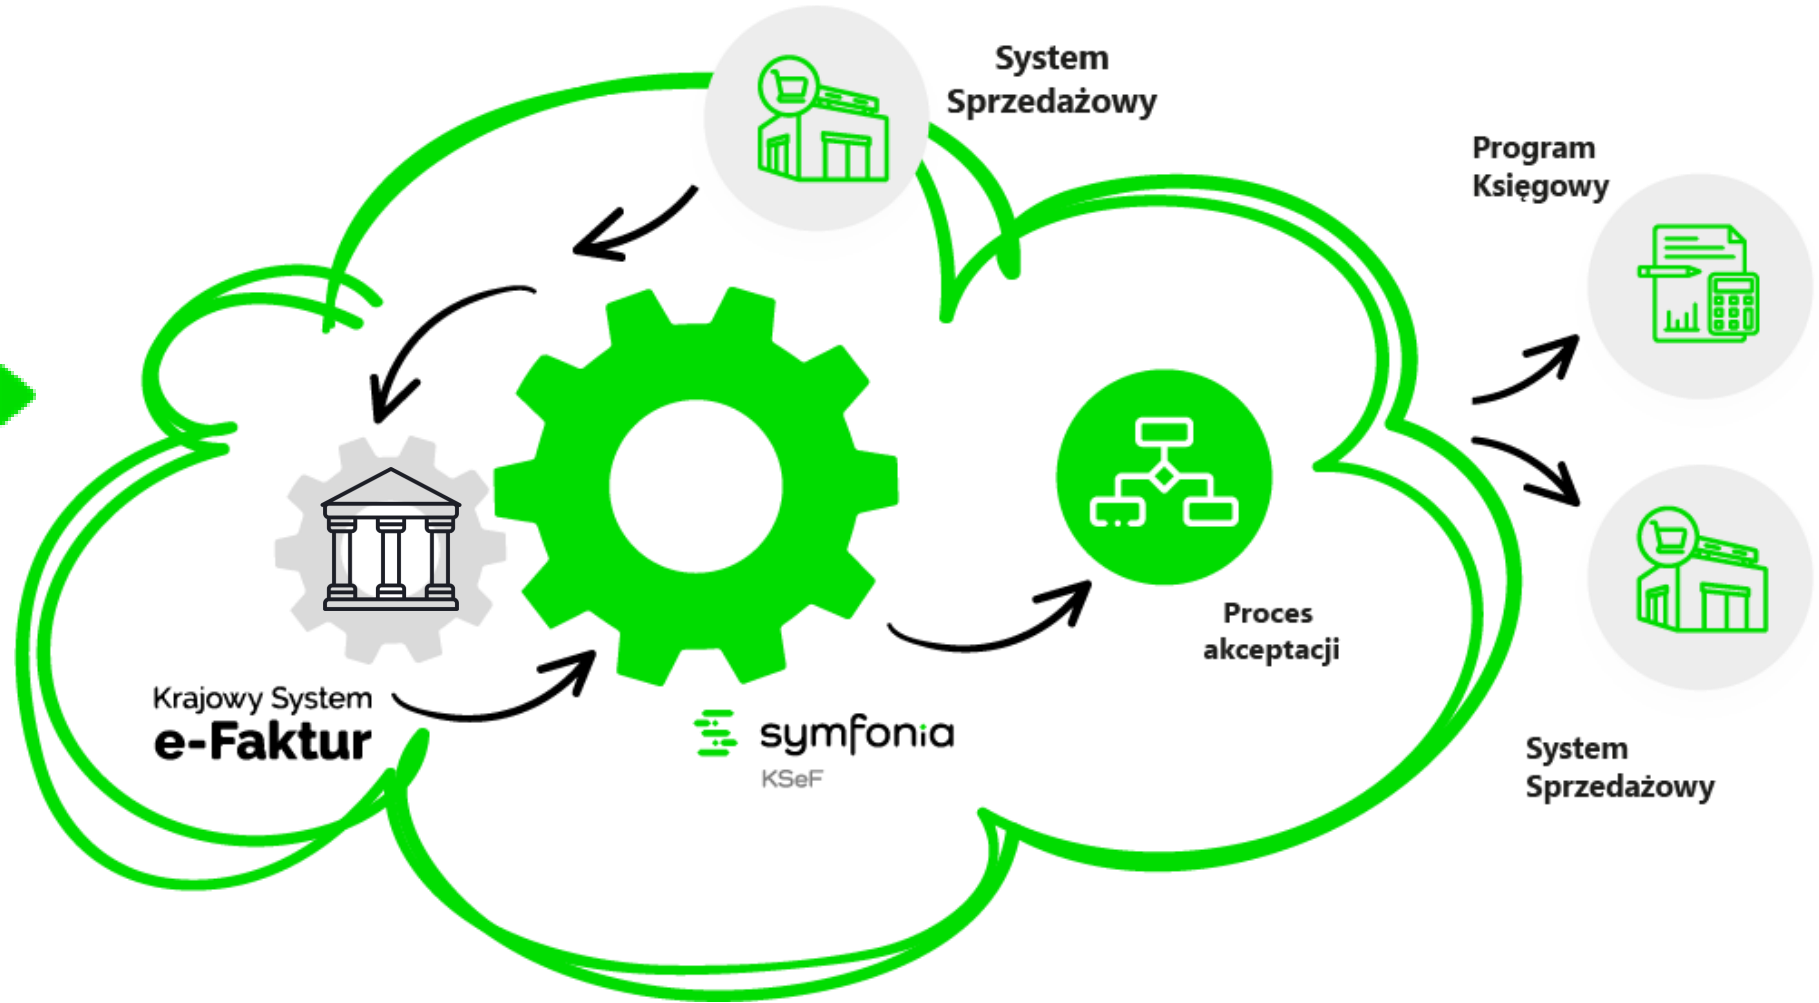 System
Sprzedażowy
Program
Księgowy
Proces
akceptacji
Krajowy System
e-Faktur
symfonia
KSeF
System
Sprzedażowy